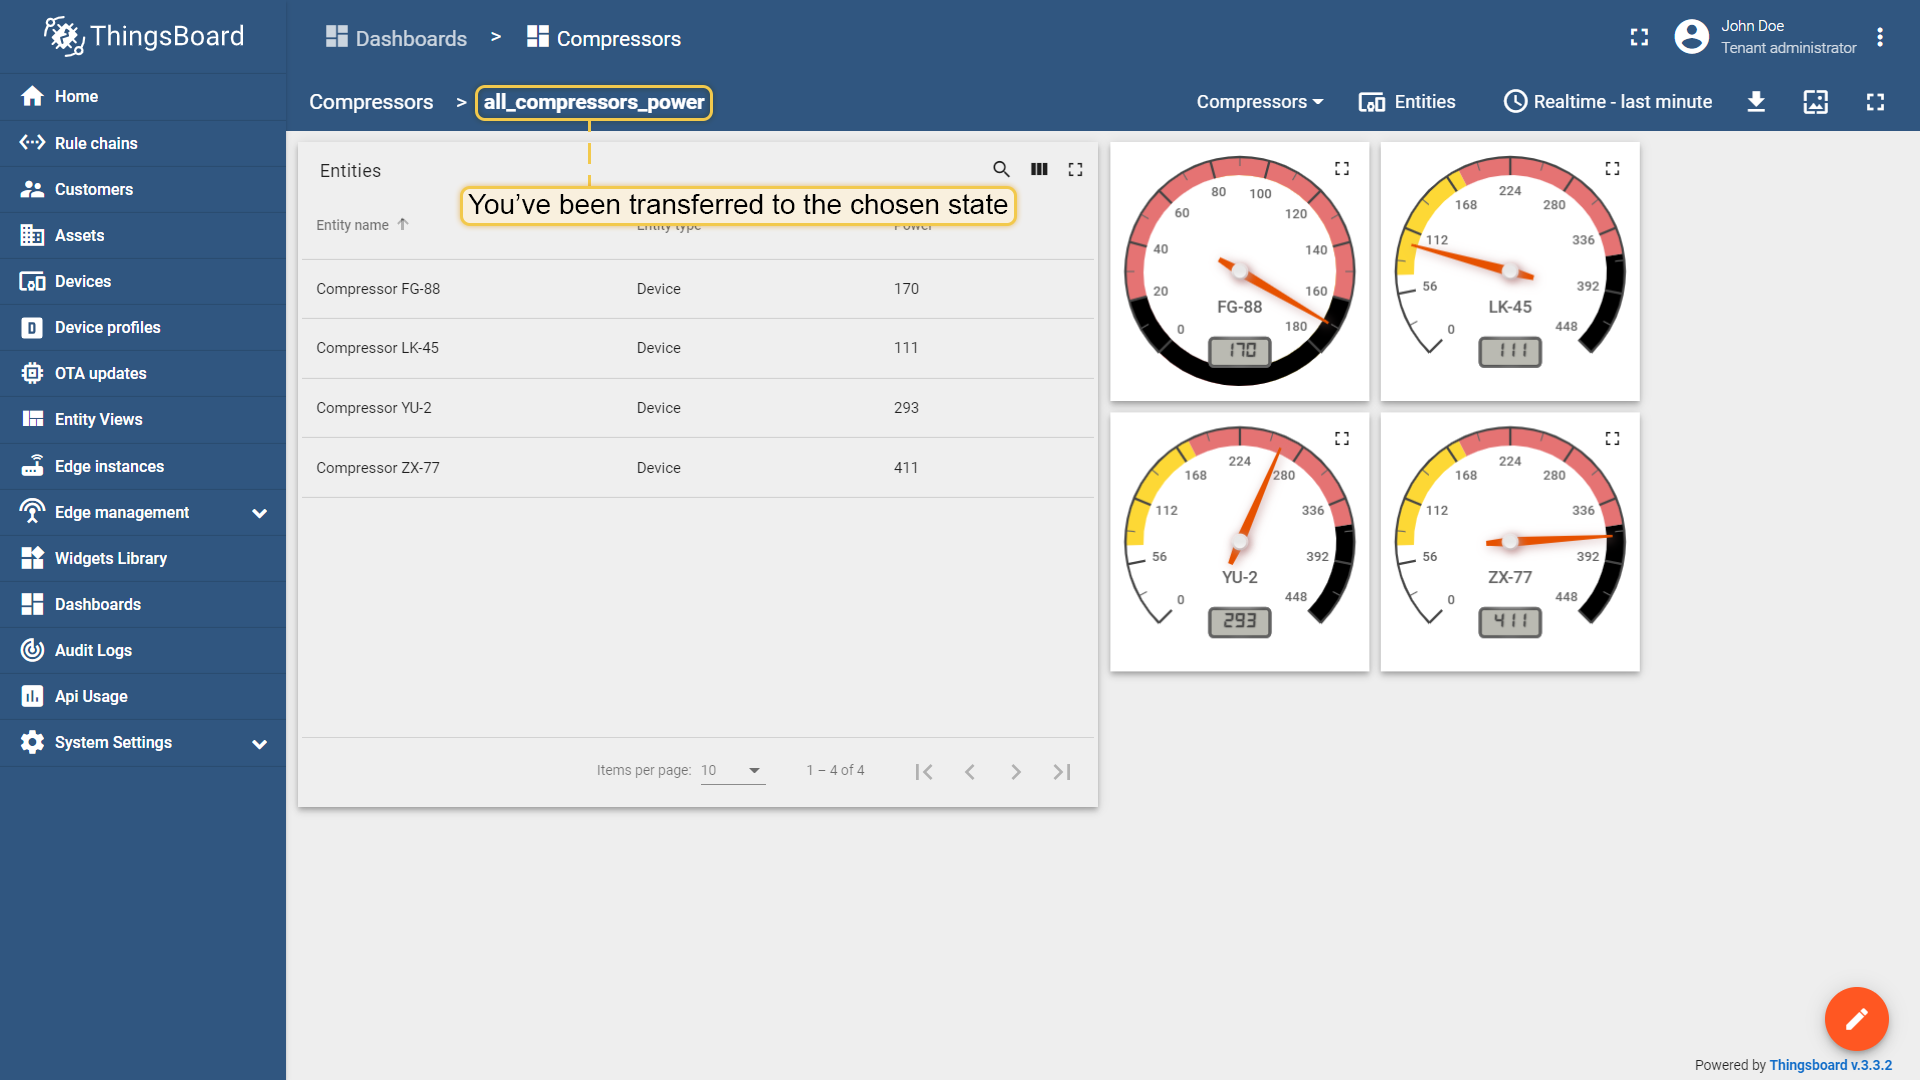 ThingsBoard
Home
Rule chains
Customers
Assets
Devices
Device profiles
OTA updates
Entity Views
Edge instances
Edge management
Widgets Library
Dashboards
Audit Logs
Api Usage
System Settings
Dashboards > Compressors
John Doe
Tenant administrator
Compressors > all_compressors_power
Compressors
Entities
Realtime - last minute
Entities
You’ve been transferred to the chosen state
Entity name Entity type Power
Compressor FG-88 Device 170
Compressor LK-45 Device 111
Compressor YU-2 Device 293
Compressor ZX-77 Device 411
Items per page: 10 1 – 4 of 4
0 20 40 60 80 100 120 140 160 180
FG-88
170
0 56 112 168 224 280 336 392 448
LK-45
111
0 56 112 168 224 280 336 392 448
YU-2
293
0 56 112 168 224 280 336 392 448
ZX-77
411
Powered by Thingsboard v.3.3.2